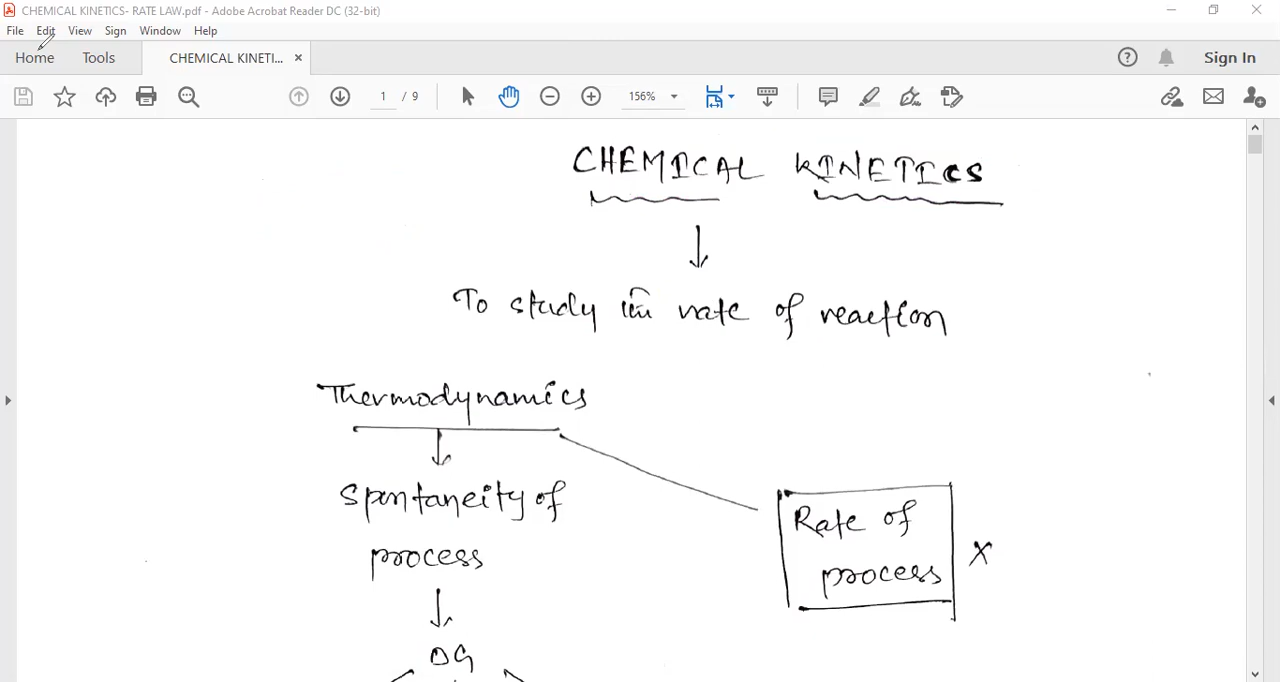 CHEMICAL KINETICS- RATE LAW.pdf - Adobe Acrobat Reader DC (32-bit)
File Edit View Sign Window Help
Home Tools CHEMICAL KINETI... × Sign In
1 / 9 156%
CHEMICAL KINETICS
To study the rate of reaction
Thermodynamics
Spontaneity of
process
Rate of
process X
ΔG